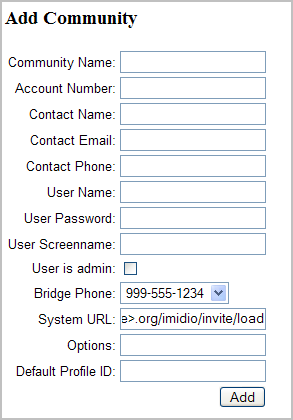 Add Community
Community Name:
Account Number:
Contact Name:
Contact Email:
Contact Phone:
User Name:
User Password:
User Screenname:
User is admin:
Bridge Phone: 999-555-1234
System URL: e>.org/imidio/invite/load
Options:
Default Profile ID:
Add